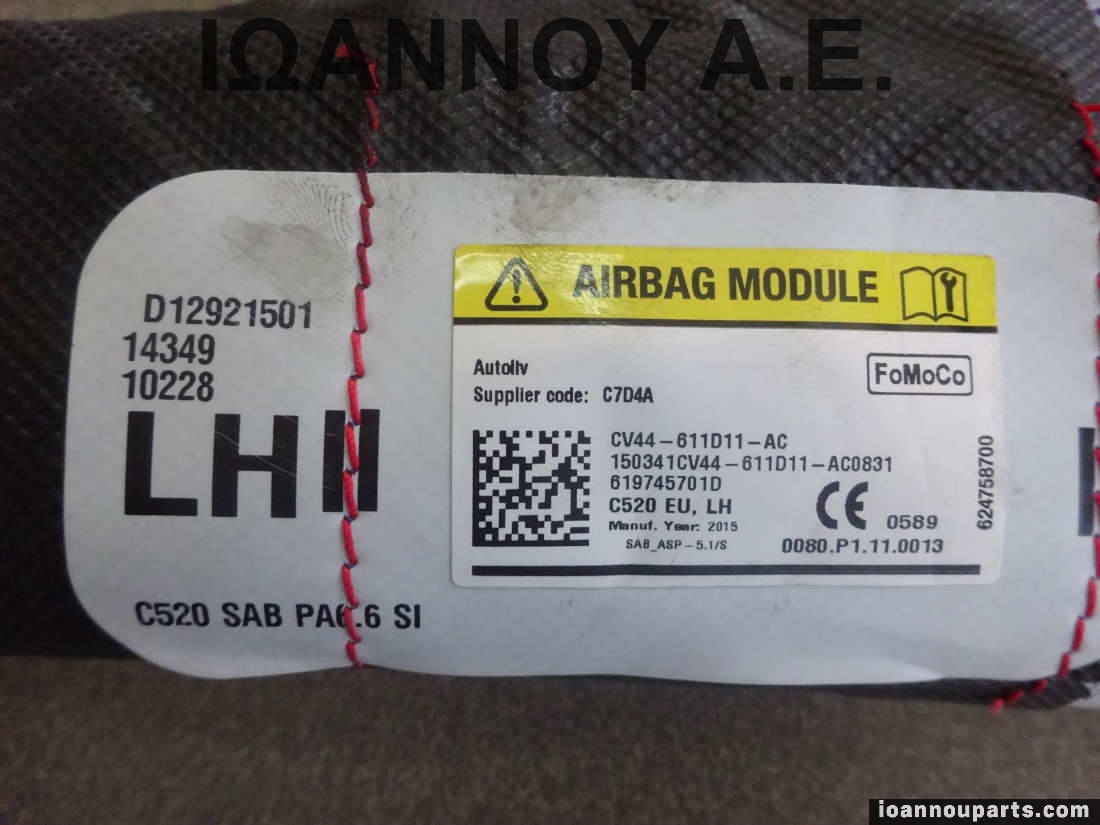 ΙΩΑΝΝΟΥ Α.Ε.
D12921501
14349
10228
LH
C520 SAB PA6.6 SI
AIRBAG MODULE
Autoliv
Supplier code: C7D4A
FoMoCo
CV44-611D11-AC
150341CV44-611D11-AC0831
619745701D
C520 EU, LH
Manuf. Year: 2015
SAB_ASP-5.1/S
CE 0589
0080.P1.11.0013
624758700
ioannouparts.com